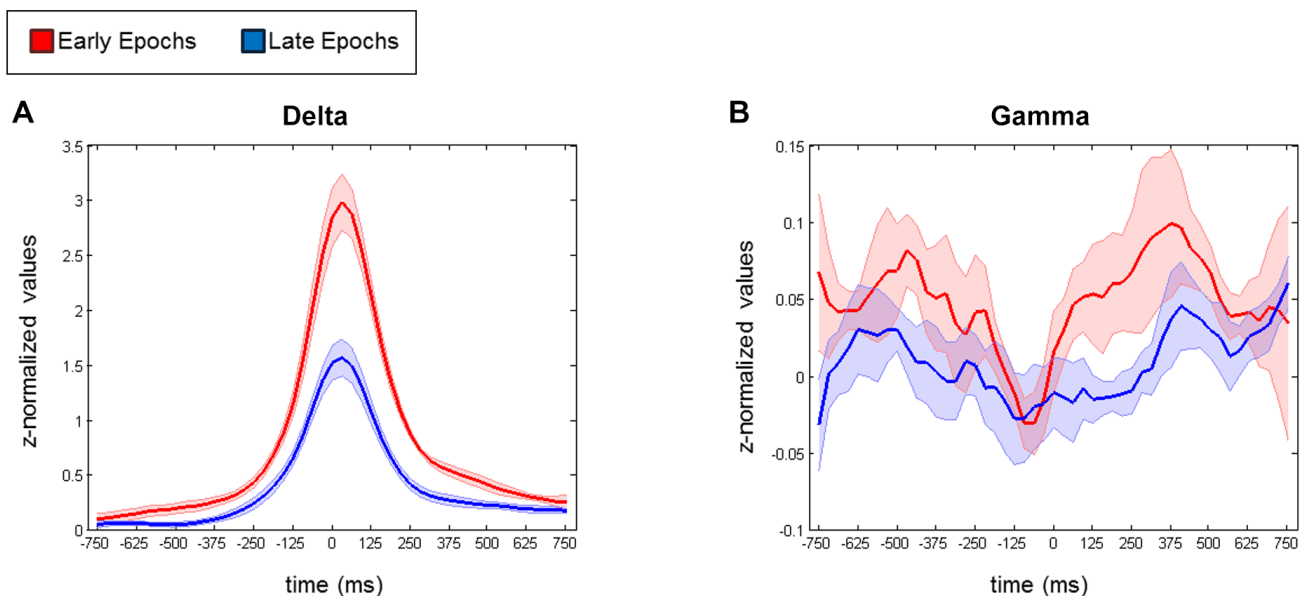 Early Epochs Late Epochs
A Delta
3.5
3
2.5
2
1.5
1
0.5
0
z-normalized values
-750 -625 -500 -375 -250 -125 0 125 250 375 500 625 750
time (ms)
B Gamma
0.15
0.1
0.05
0
-0.05
-0.1
z-normalized values
-750 -625 -500 -375 -250 -125 0 125 250 375 500 625 750
time (ms)